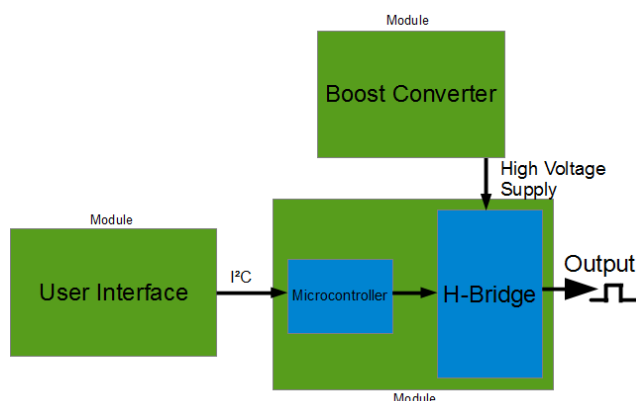 Module
Boost Converter
High Voltage
Supply
Module
User Interface
I²C
Microcontroller
H-Bridge
Output
Module